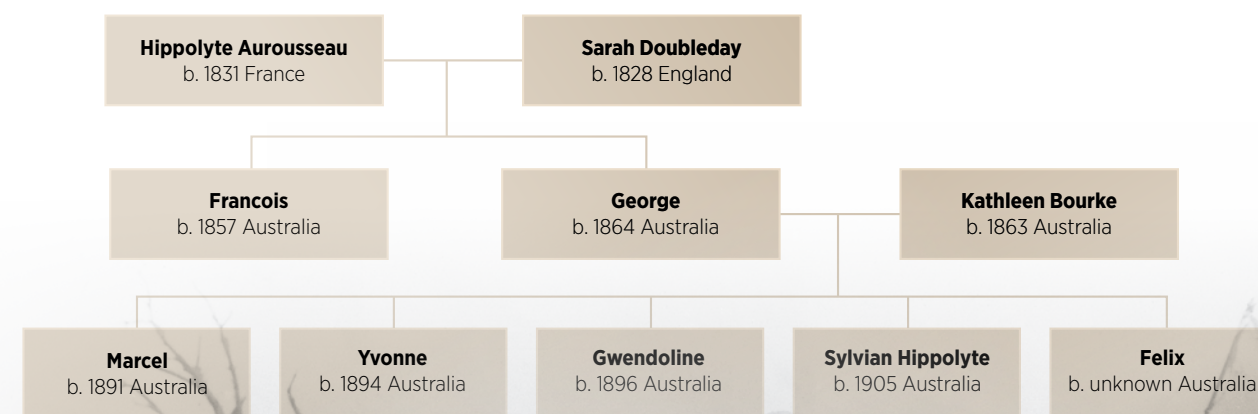 Hippolyte Aurousseau
b. 1831 France
Sarah Doubleday
b. 1828 England
Francois
b. 1857 Australia
George
b. 1864 Australia
Kathleen Bourke
b. 1863 Australia
Marcel
b. 1891 Australia
Yvonne
b. 1894 Australia
Gwendoline
b. 1896 Australia
Sylvian Hippolyte
b. 1905 Australia
Felix
b. unknown Australia